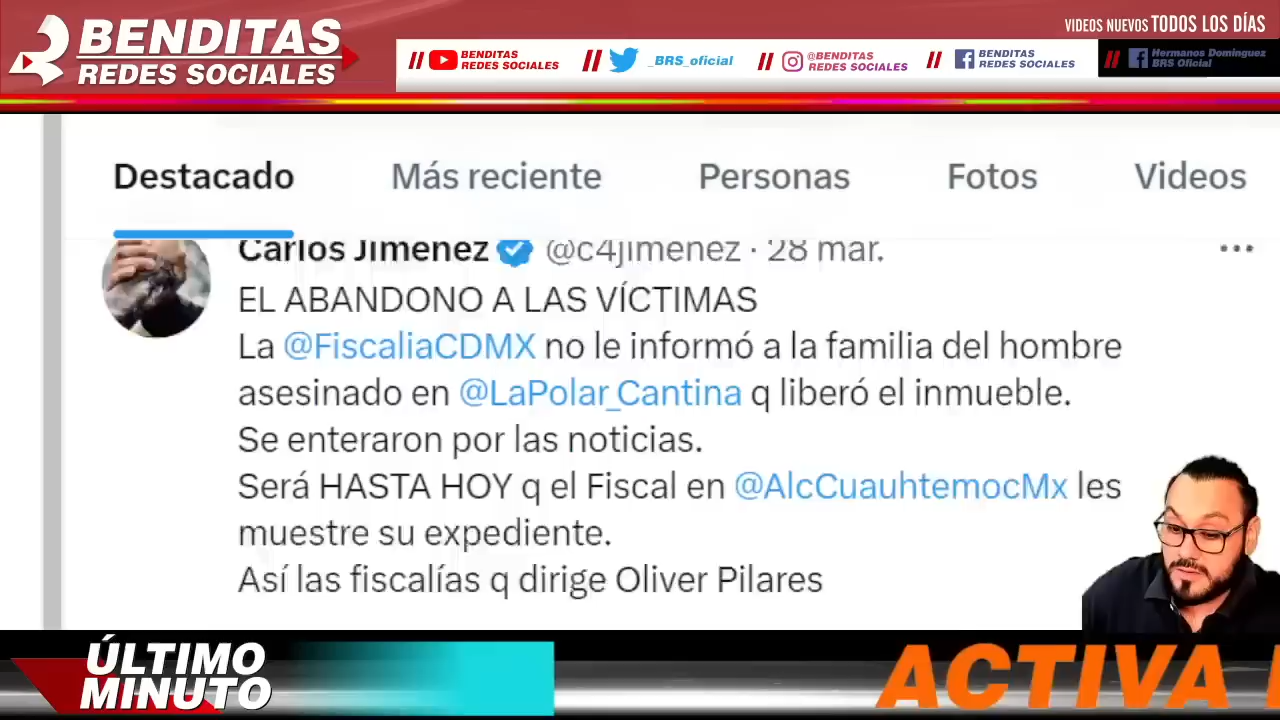 BENDITAS
REDES SOCIALES
VIDEOS NUEVOS TODOS LOS DÍAS
BENDITAS
REDES SOCIALES
_BRS_oficial
@BENDITAS
REDES SOCIALES
BENDITAS
REDES SOCIALES
Hermanos Domínguez
BRS Oficial
Destacado
Más reciente
Personas
Fotos
Videos
Carlos Jiménez @c4jimenez · 28 mar.
EL ABANDONO A LAS VÍCTIMAS
La @FiscaliaCDMX no le informó a la familia del hombre
asesinado en @LaPolar_Cantina q liberó el inmueble.
Se enteraron por las noticias.
Será HASTA HOY q el Fiscal en @AlcCuauhtemocMx les
muestre su expediente.
Así las fiscalías q dirige Oliver Pilares
ÚLTIMO
MINUTO
ACTIVA